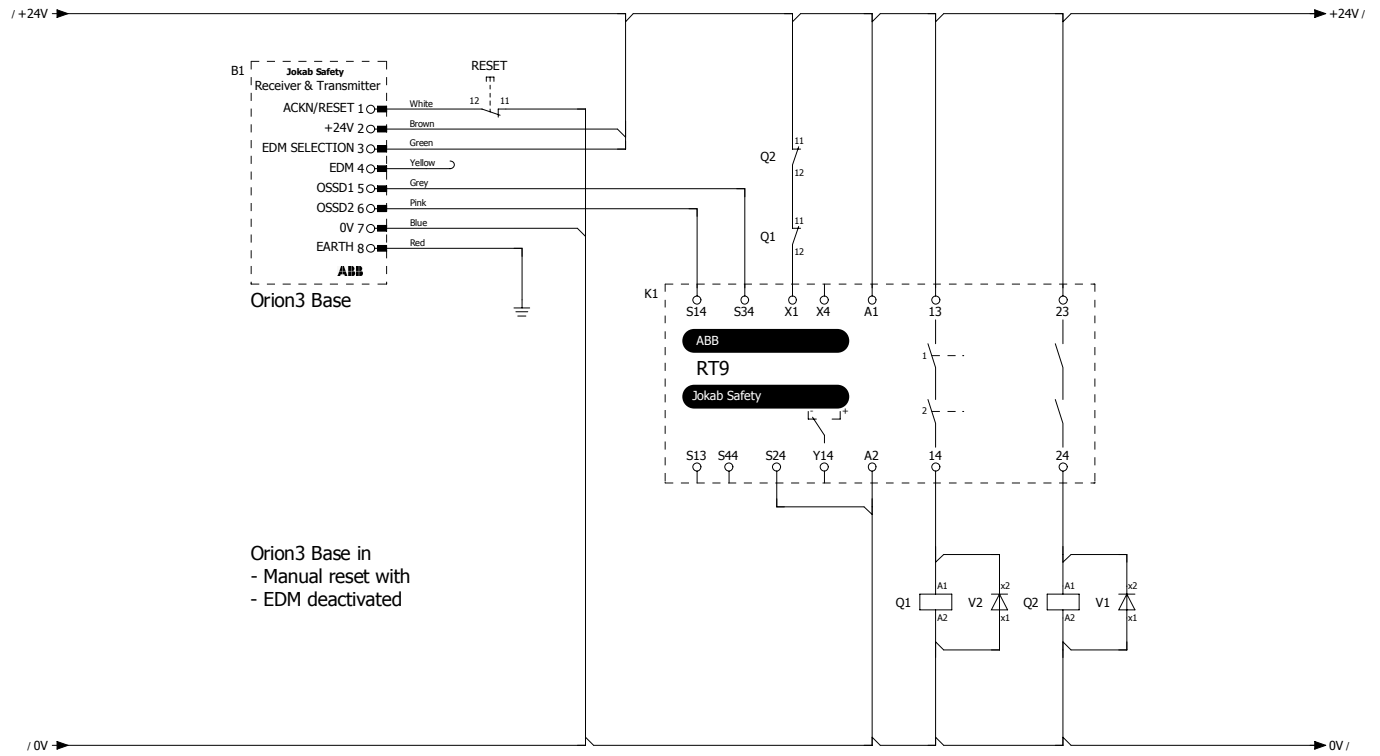 / +24V
+24V /
B1
Jokab Safety
Receiver & Transmitter
RESET
ACKN/RESET 1 White 12 11
+24V 2 Brown
EDM SELECTION 3 Green
EDM 4 Yellow
OSSD1 5 Grey
OSSD2 6 Pink
0V 7 Blue
EARTH 8 Red
ABB
Orion3 Base
Q2 11
12
Q1 11
12
K1
S14 S34 X1 X4 A1 13 23
ABB
RT9
Jokab Safety
1
2
- +
S13 S44 S24 Y14 A2 14 24
Orion3 Base in
- Manual reset with
- EDM deactivated
A1 x2 A1 x2
Q1 V2 Q2 V1
A2 x1 A2 x1
/ 0V
0V /